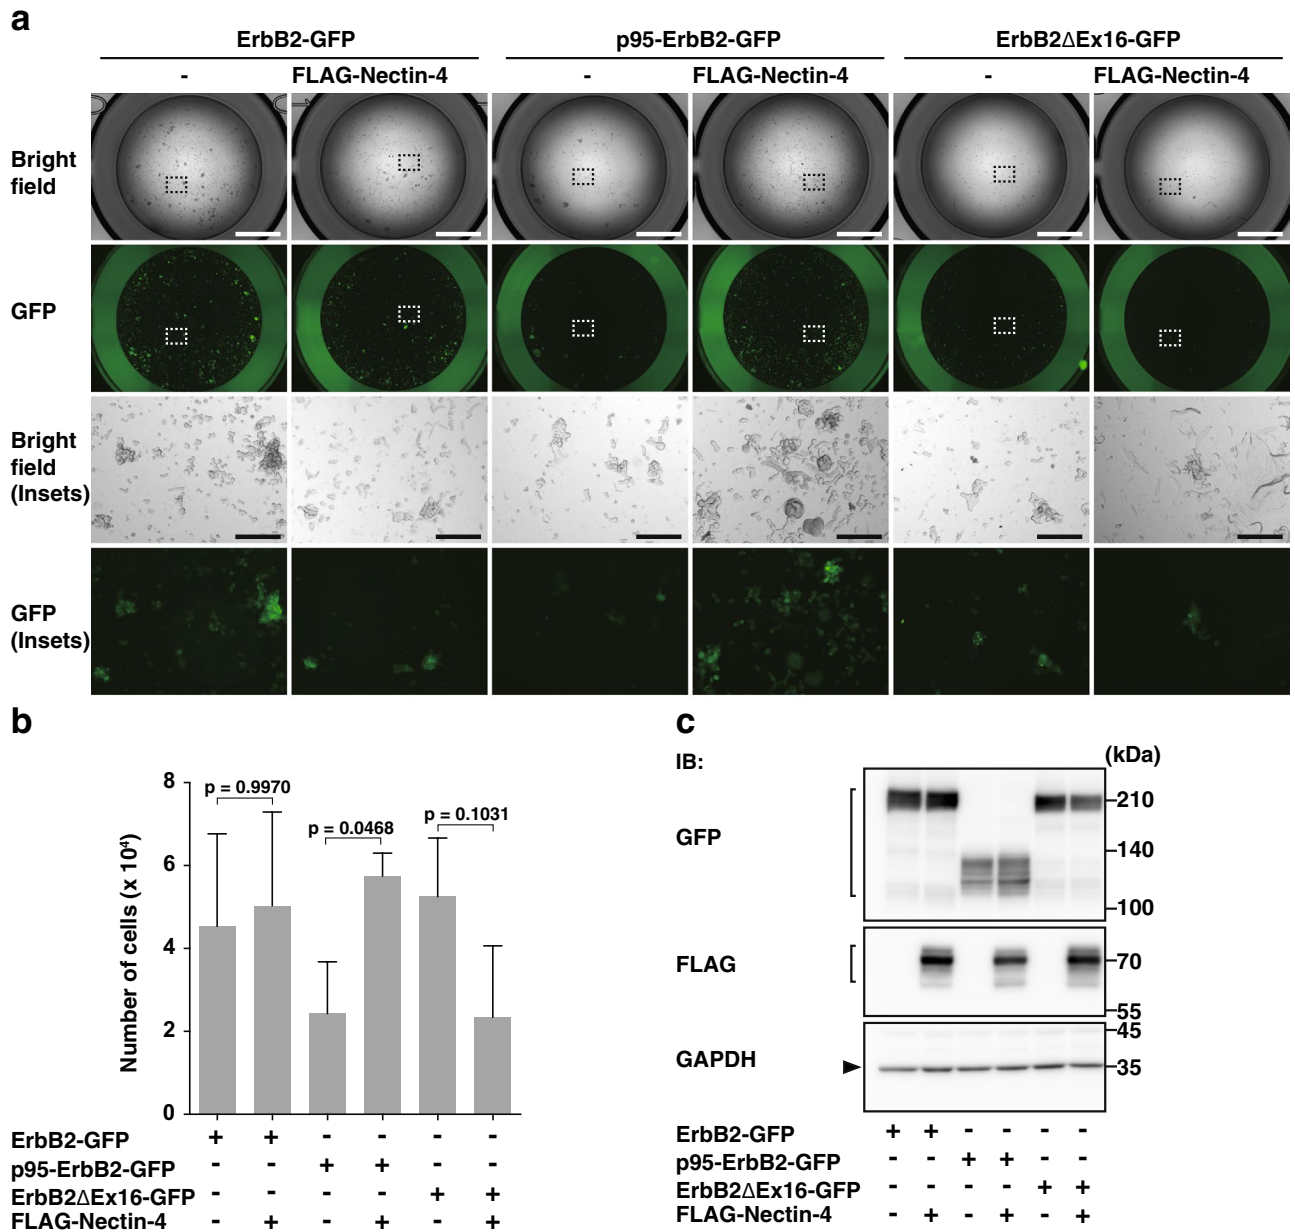 a
ErbB2-GFP p95-ErbB2-GFP ErbB2ΔEx16-GFP
- FLAG-Nectin-4 - FLAG-Nectin-4 - FLAG-Nectin-4
Bright
field
GFP
Bright
field
(Insets)
GFP
(Insets)
b
Number of cells (x 10⁴)
8
6
4
2
0
p = 0.9970
p = 0.0468
p = 0.1031
ErbB2-GFP + + - - - -
p95-ErbB2-GFP - - + + - -
ErbB2ΔEx16-GFP - - - - + +
FLAG-Nectin-4 - + - + - +
c
IB: (kDa)
GFP
210
140
100
FLAG
70
55
GAPDH
45
35
ErbB2-GFP + + - - - -
p95-ErbB2-GFP - - + + - -
ErbB2ΔEx16-GFP - - - - + +
FLAG-Nectin-4 - + - + - +